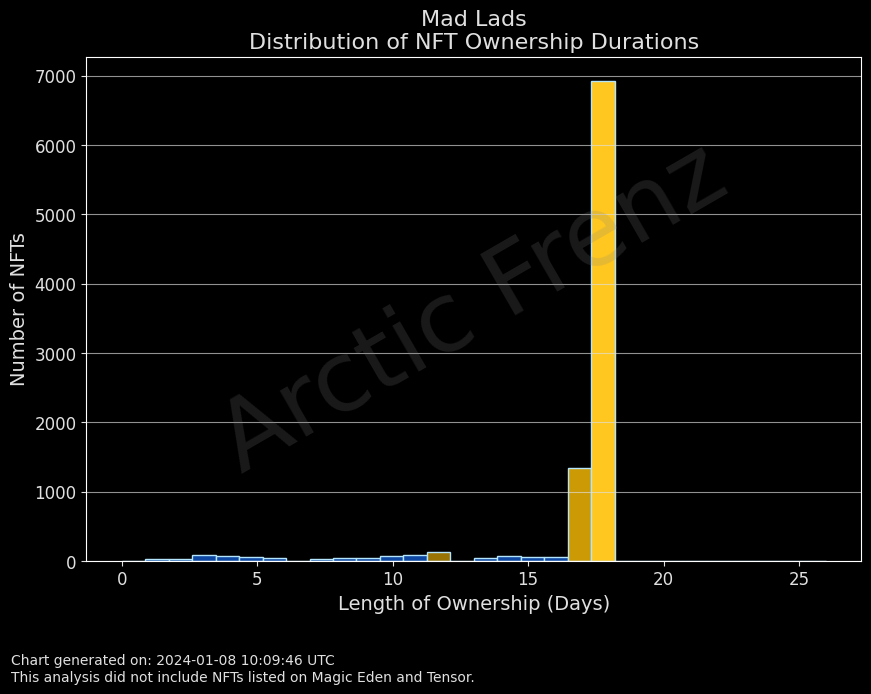 Mad Lads
Distribution of NFT Ownership Durations
7000
6000
5000
4000
3000
2000
1000
0
Number of NFTs
Arctic Frenz
0 5 10 15 20 25
Length of Ownership (Days)
Chart generated on: 2024-01-08 10:09:46 UTC
This analysis did not include NFTs listed on Magic Eden and Tensor.